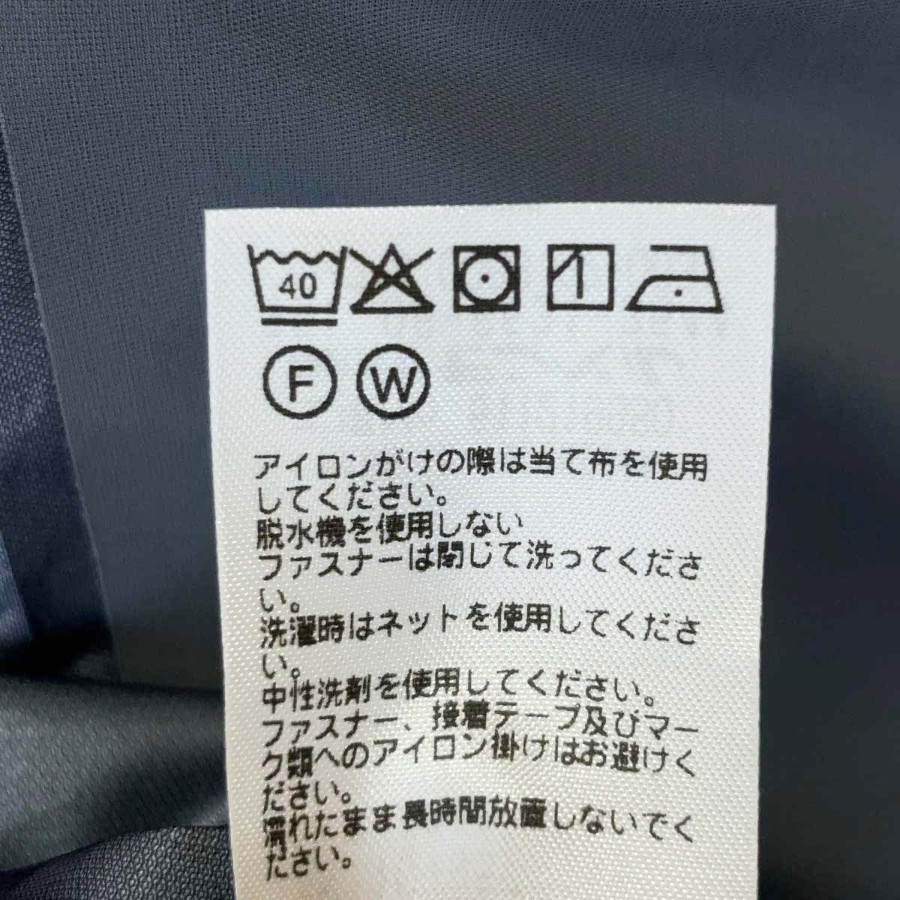 40
F W
アイロンがけの際は当て布を使用
してください。
脱水機を使用しない
ファスナーは閉じて洗ってくださ
い。
洗濯時はネットを使用してくださ
い。
中性洗剤を使用してください。
ファスナー、接着テープ及びマー
ク類へのアイロン掛けはお避けく
ださい。
濡れたまま長時間放置しないでく
ださい。